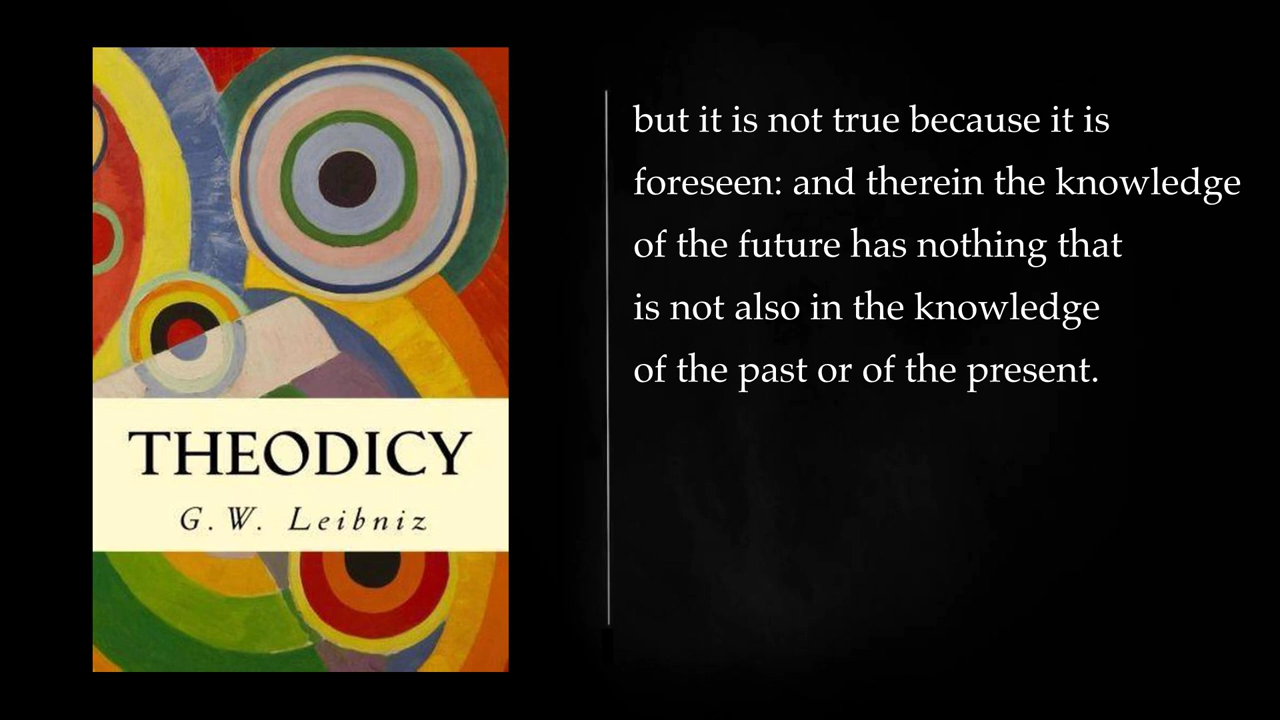 THEODICY
G.W. Leibniz
but it is not true because it is
foreseen: and therein the knowledge
of the future has nothing that
is not also in the knowledge
of the past or of the present.